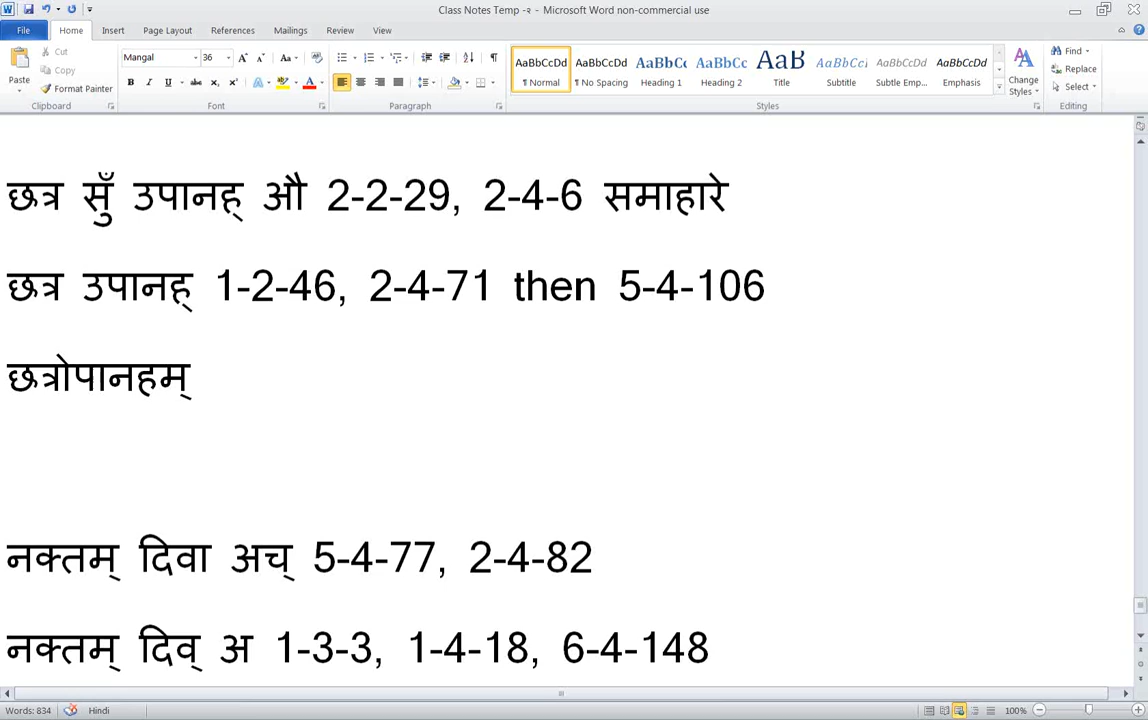 Class Notes Temp -२ - Microsoft Word non-commercial use
File Home Insert Page Layout References Mailings Review View
Paste Cut Copy Format Painter Clipboard
Mangal 36 Font
Paragraph
AaBbCcDd ¶ Normal AaBbCcDd ¶ No Spacing AaBbCc Heading 1 AaBbCc Heading 2 AaB Title AaBbCcl Subtitle AaBbCcDd Subtle Emp... AaBbCcDd Emphasis Change Styles Styles
Find Replace Select Editing
छत्र सुँ उपानह् औ 2-2-29, 2-4-6 समाहारे
छत्र उपानह् 1-2-46, 2-4-71 then 5-4-106
छत्रोपानहम्
नक्तम् दिवा अच् 5-4-77, 2-4-82
नक्तम् दिव् अ 1-3-3, 1-4-18, 6-4-148
Words: 834 Hindi 100%